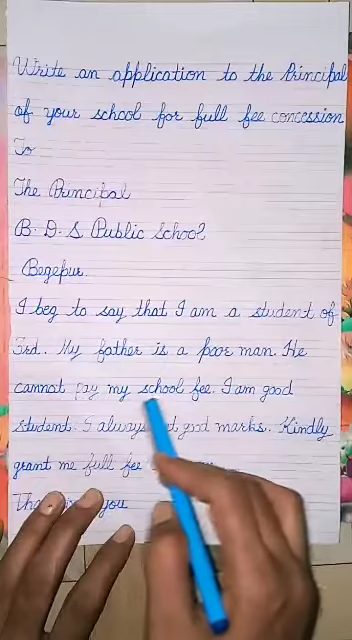 Write an application to the Principal
of your school for full fee concession
To
The Principal
B. D. S Public School
Begepur.
I beg to say that I am a student of
3rd. My father is a poor man. He
cannot pay my school fee. I am good
student. I always good marks. Kindly
grant me full fee
you